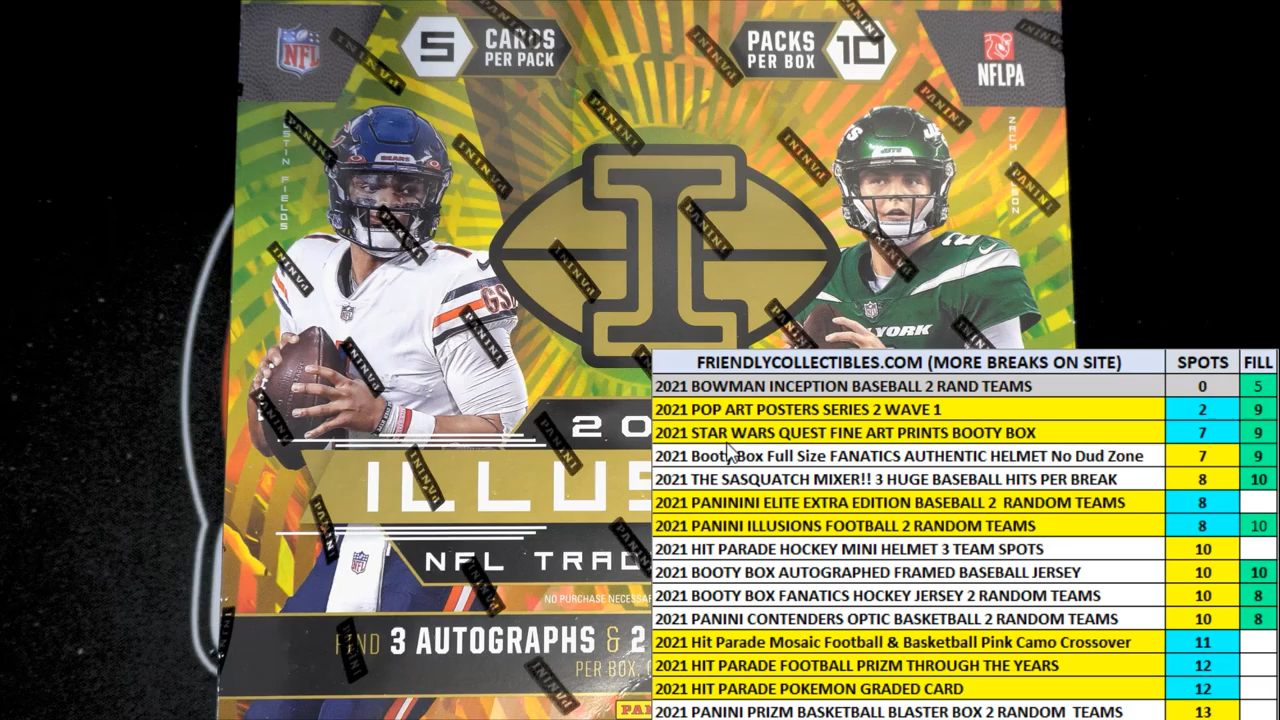 NFL
5 CARDS PER PACK
PACKS PER BOX 10
NFLPA
BEARS
JETS
YORK
20
ILLUS
NFL TRAD
NO PURCHASE NECESSAR
FIND 3 AUTOGRAPHS & 2
PER BOX,
PANINI
FRIENDLYCOLLECTIBLES.COM (MORE BREAKS ON SITE) SPOTS FILL
2021 BOWMAN INCEPTION BASEBALL 2 RAND TEAMS 0 5
2021 POP ART POSTERS SERIES 2 WAVE 1 2 9
2021 STAR WARS QUEST FINE ART PRINTS BOOTY BOX 7 9
2021 Booty Box Full Size FANATICS AUTHENTIC HELMET No Dud Zone 7 9
2021 THE SASQUATCH MIXER!! 3 HUGE BASEBALL HITS PER BREAK 8 10
2021 PANININI ELITE EXTRA EDITION BASEBALL 2 RANDOM TEAMS 8
2021 PANINI ILLUSIONS FOOTBALL 2 RANDOM TEAMS 8 10
2021 HIT PARADE HOCKEY MINI HELMET 3 TEAM SPOTS 10
2021 BOOTY BOX AUTOGRAPHED FRAMED BASEBALL JERSEY 10 10
2021 BOOTY BOX FANATICS HOCKEY JERSEY 2 RANDOM TEAMS 10 8
2021 PANINI CONTENDERS OPTIC BASKETBALL 2 RANDOM TEAMS 10 8
2021 Hit Parade Mosaic Football & Basketball Pink Camo Crossover 11
2021 HIT PARADE FOOTBALL PRIZM THROUGH THE YEARS 12
2021 HIT PARADE POKEMON GRADED CARD 12
2021 PANINI PRIZM BASKETBALL BLASTER BOX 2 RANDOM TEAMS 13